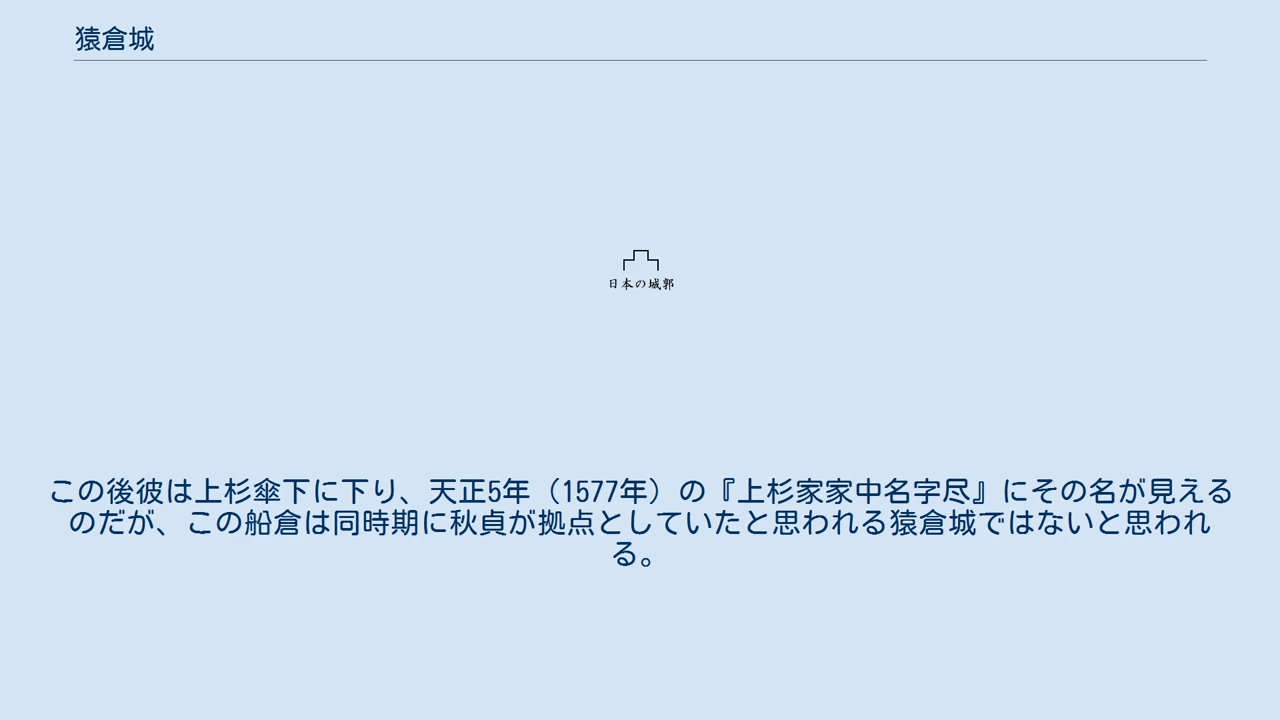 猿倉城
日本の城郭
この後彼は上杉傘下に下り、天正5年（1577年）の『上杉家家中名字尽』にその名が見える
のだが、この船倉は同時期に秋貞が拠点としていたと思われる猿倉城ではないと思われ
る。